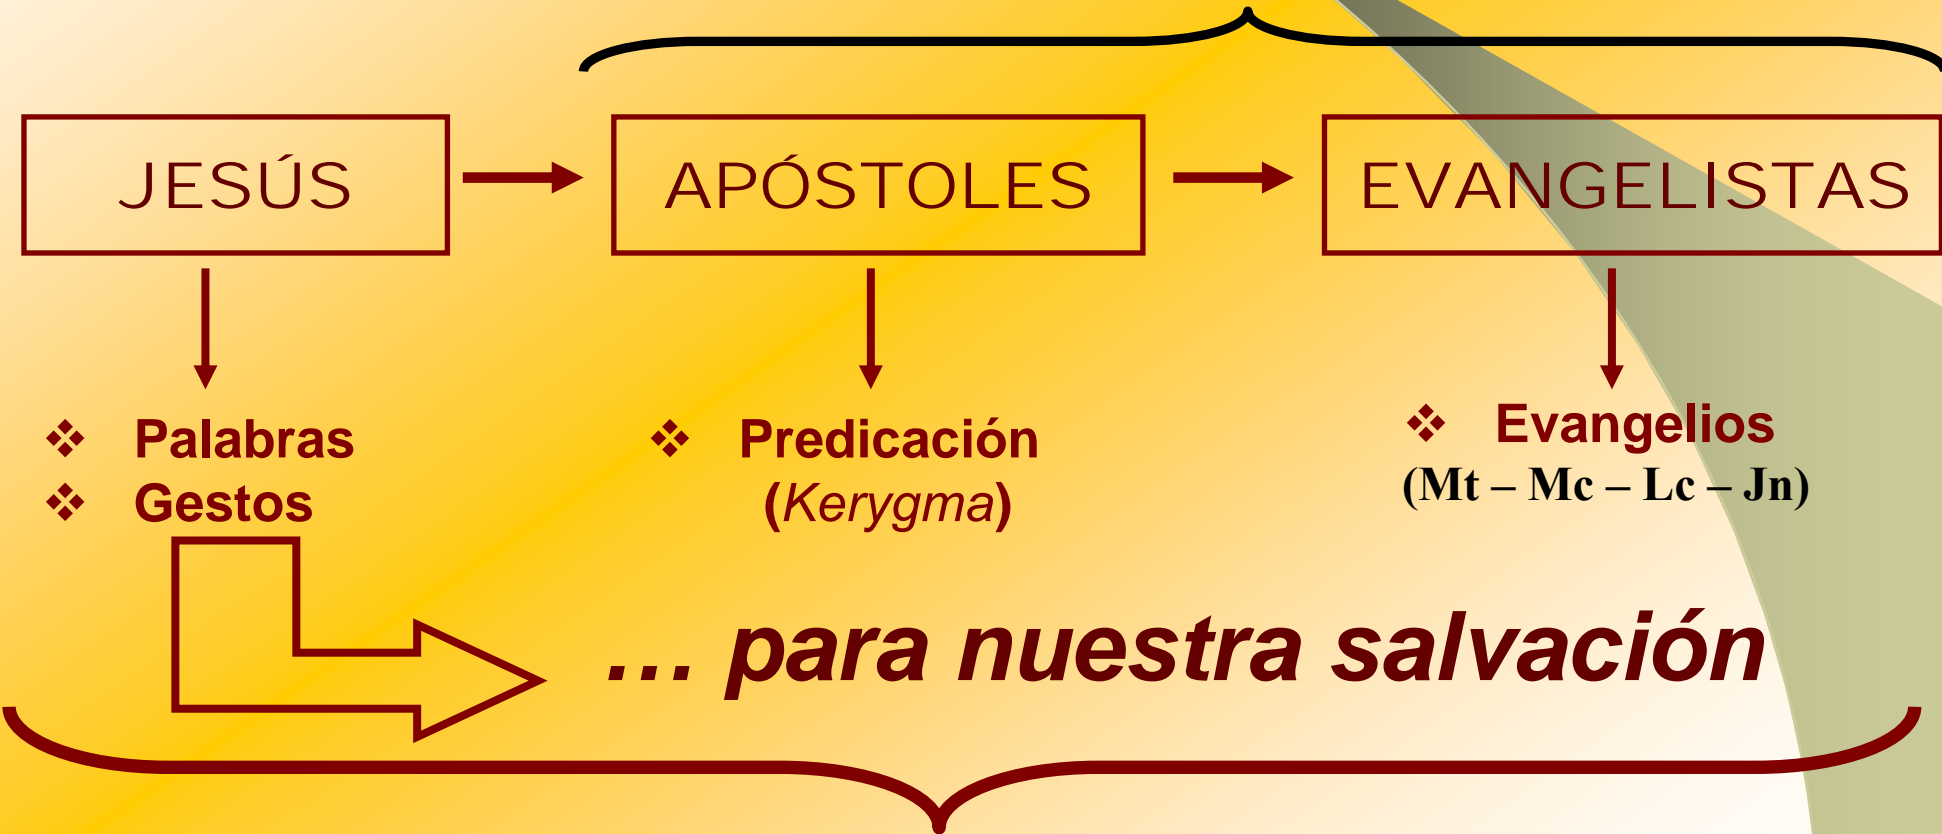 JESÚS
APÓSTOLES
EVANGELISTAS
❖ Palabras
❖ Gestos
❖ Predicación
(Kerygma)
❖ Evangelios
(Mt – Mc – Lc – Jn)
… para nuestra salvación